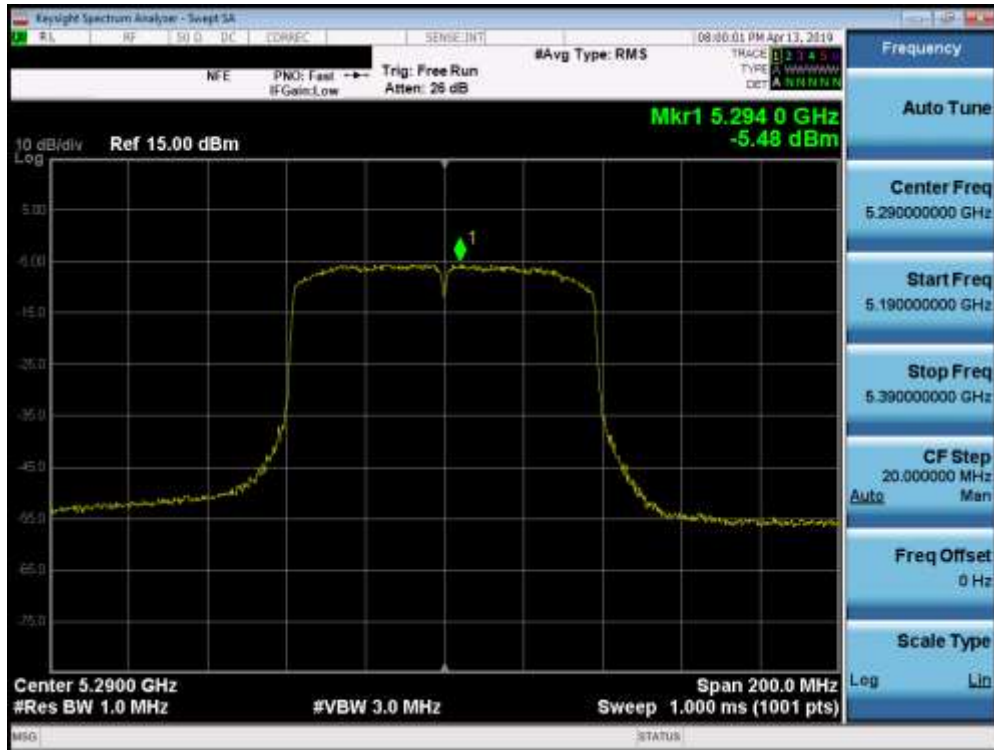 Keysight Spectrum Analyzer - Swept SA
RL RF 50 Ω DC CORREC SENSE:INT 08:00:01 PM Apr 13, 2019
NFE PNO: Fast Trig: Free Run #Avg Type: RMS TRACE 1 2 3 4 5 6
IFGain:Low Atten: 26 dB TYPE A WWWWW
DET A N N N N N
Mkr1 5.294 0 GHz
-5.48 dBm
10 dB/div Ref 15.00 dBm
Log
1
5.00
-5.00
-15.0
-25.0
-35.0
-45.0
-55.0
-65.0
-75.0
Center 5.2900 GHz Span 200.0 MHz
#Res BW 1.0 MHz #VBW 3.0 MHz Sweep 1.000 ms (1001 pts)
MSG STATUS
Frequency
Auto Tune
Center Freq
5.290000000 GHz
Start Freq
5.190000000 GHz
Stop Freq
5.390000000 GHz
CF Step
20.000000 MHz
Auto Man
Freq Offset
0 Hz
Scale Type
Log Lin